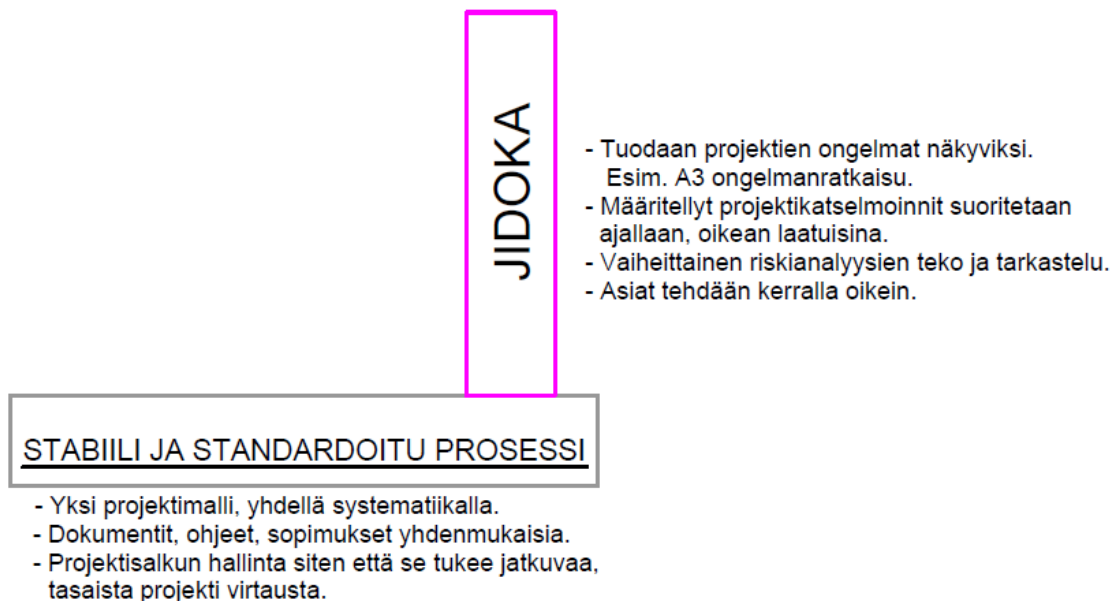 JIDOKA
- Tuodaan projektien ongelmat näkyviksi.
Esim. A3 ongelmanratkaisu.
- Määritellyt projektikatselmoinnit suoritetaan
ajallaan, oikean laatuisina.
- Vaiheittainen riskianalyysien teko ja tarkastelu.
- Asiat tehdään kerralla oikein.
STABIILI JA STANDARDOITU PROSESSI
- Yksi projektimalli, yhdellä systematiikalla.
- Dokumentit, ohjeet, sopimukset yhdenmukaisia.
- Projektisalkun hallinta siten että se tukee jatkuvaa,
tasaista projekti virtausta.